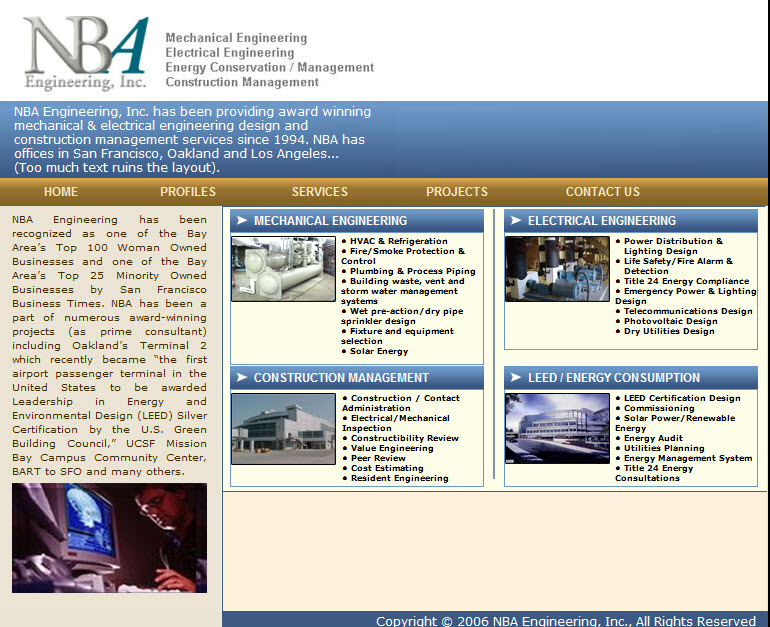 NBA
Engineering, Inc.
Mechanical Engineering
Electrical Engineering
Energy Conservation / Management
Construction Management
NBA Engineering, Inc. has been providing award winning
mechanical & electrical engineering design and
construction management services since 1994. NBA has
offices in San Francisco, Oakland and Los Angeles...
(Too much text ruins the layout).
HOME PROFILES SERVICES PROJECTS CONTACT US
NBA Engineering has been
recognized as one of the Bay
Area's Top 100 Woman Owned
Businesses and one of the Bay
Area's Top 25 Minority Owned
Businesses by San Francisco
Business Times. NBA has been a
part of numerous award-winning
projects (as prime consultant)
including Oakland's Terminal 2
which recently became “the first
airport passenger terminal in the
United States to be awarded
Leadership in Energy and
Environmental Design (LEED) Silver
Certification by the U.S. Green
Building Council,” UCSF Mission
Bay Campus Community Center,
BART to SFO and many others.
MECHANICAL ENGINEERING
• HVAC & Refrigeration
• Fire/Smoke Protection &
Control
• Plumbing & Process Piping
• Building waste, vent and
storm water management
systems
• Wet pre-action/dry pipe
sprinkler design
• Fixture and equipment
selection
• Solar Energy
ELECTRICAL ENGINEERING
• Power Distribution &
Lighting Design
• Life Safety/Fire Alarm &
Detection
• Title 24 Energy Compliance
• Emergency Power & Lighting
Design
• Telecommunications Design
• Photovoltaic Design
• Dry Utilities Design
CONSTRUCTION MANAGEMENT
• Construction / Contact
Administration
• Electrical/Mechanical
Inspection
• Constructibility Review
• Value Engineering
• Peer Review
• Cost Estimating
• Resident Engineering
LEED / ENERGY CONSUMPTION
• LEED Certification Design
• Commissioning
• Solar Power/Renewable
Energy
• Energy Audit
• Utilities Planning
• Energy Management System
• Title 24 Energy
Consultations
Copyright © 2006 NBA Engineering, Inc., All Rights Reserved